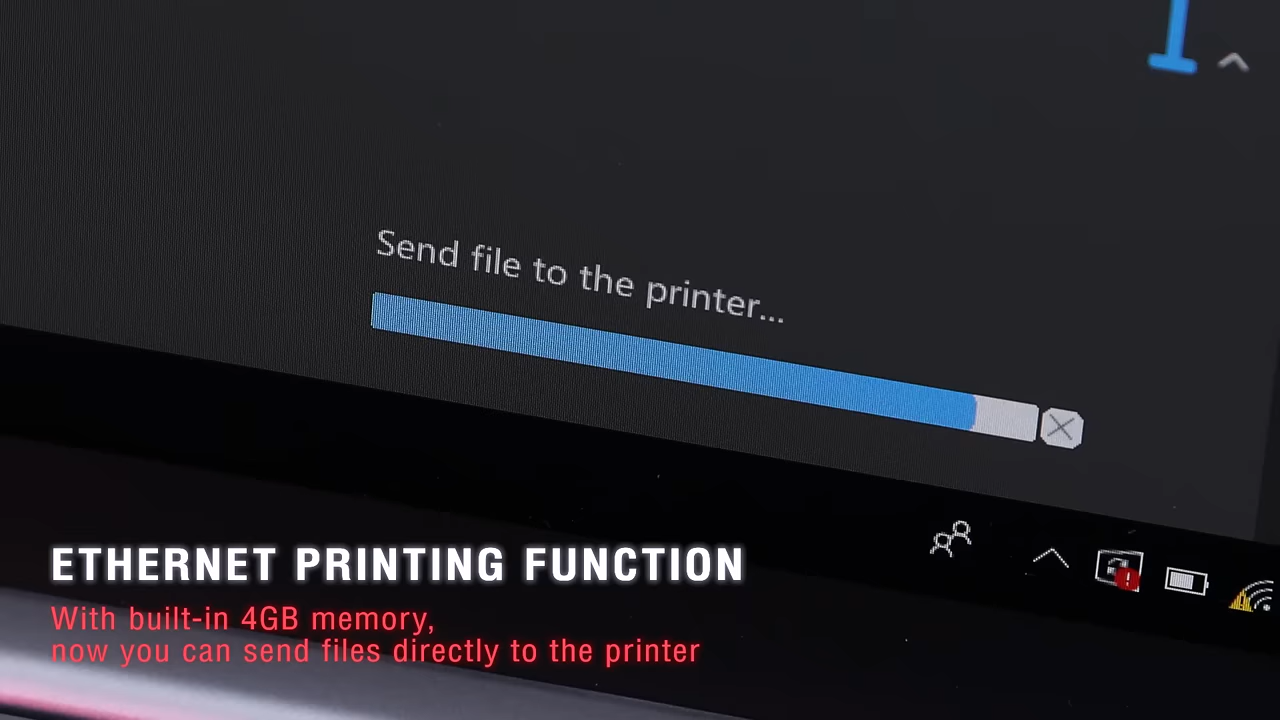 Send file to the printer...
ETHERNET PRINTING FUNCTION
With built-in 4GB memory,
now you can send files directly to the printer